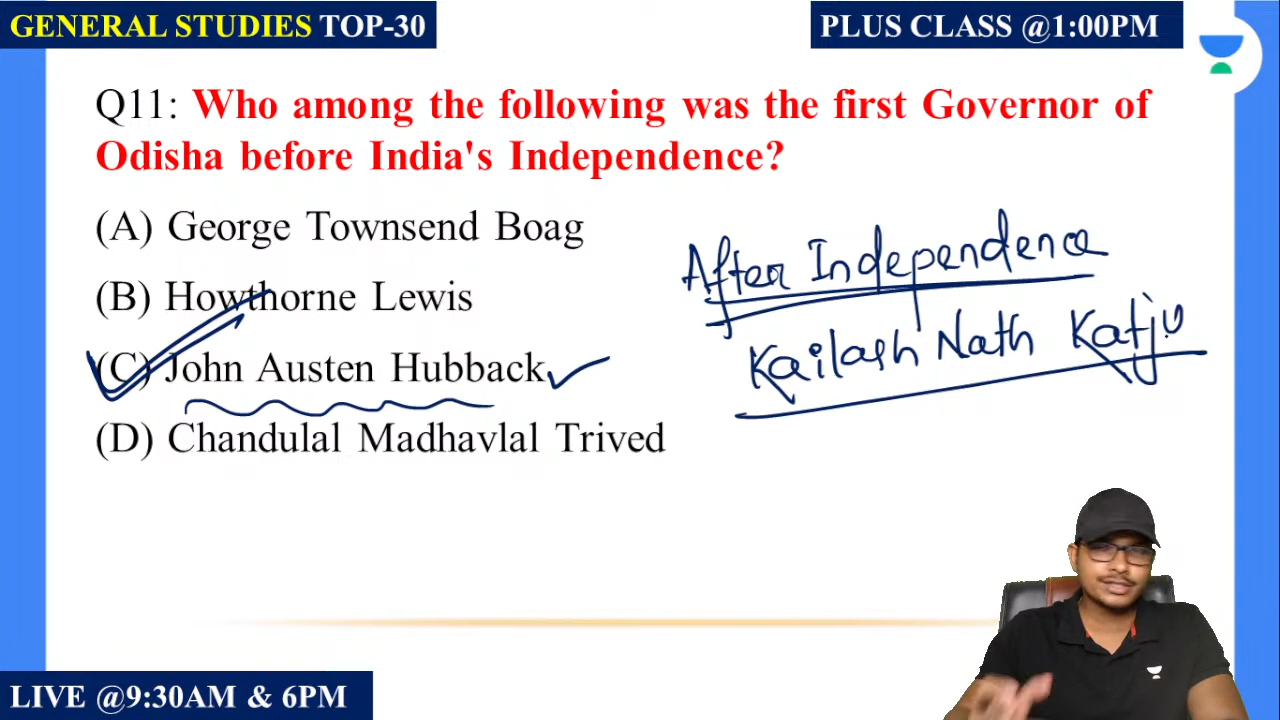 GENERAL STUDIES TOP-30
PLUS CLASS @1:00PM
Q11: Who among the following was the first Governor of
Odisha before India's Independence?
(A) George Townsend Boag
(B) Howthorne Lewis
(C) John Austen Hubback
(D) Chandulal Madhavlal Trived
After Independence
Kailash Nath Katju
LIVE @9:30AM & 6PM